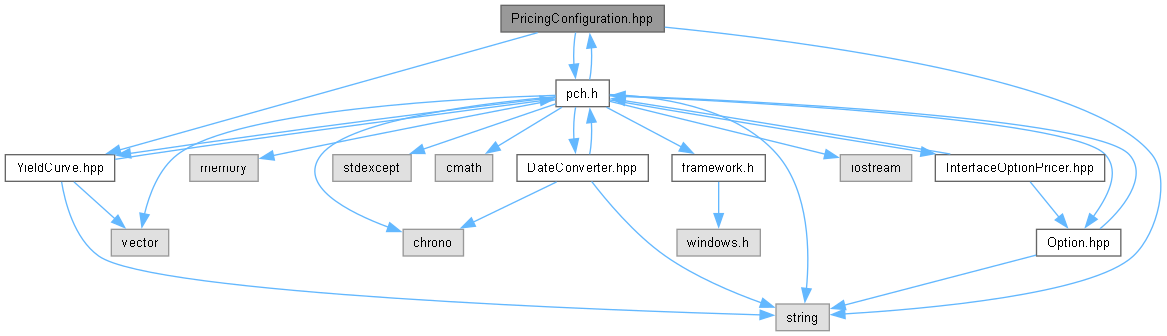 PricingConfiguration.hpp
pch.h
YieldCurve.hpp
memory
stdexcept
cmath
DateConverter.hpp
framework.h
iostream
InterfaceOptionPricer.hpp
vector
chrono
windows.h
Option.hpp
string